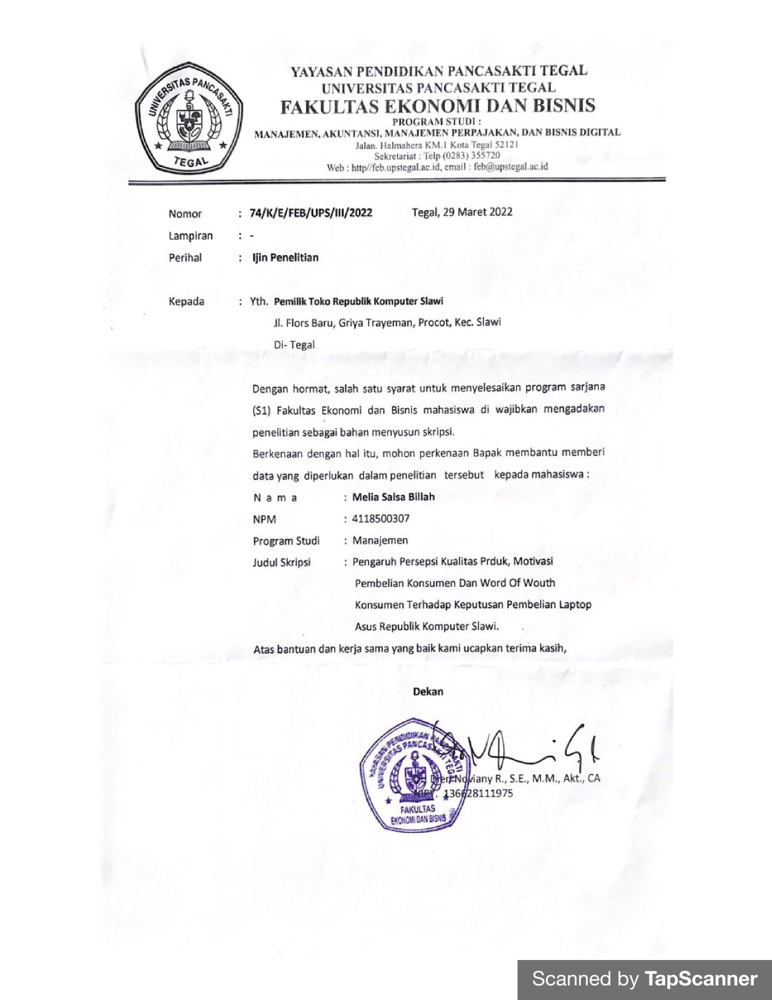 UNIVERSITAS PANCASAKTI
TEGAL
YAYASAN PENDIDIKAN PANCASAKTI TEGAL
UNIVERSITAS PANCASAKTI TEGAL
FAKULTAS EKONOMI DAN BISNIS
PROGRAM STUDI :
MANAJEMEN, AKUNTANSI, MANAJEMEN PERPAJAKAN, DAN BISNIS DIGITAL
Jalan. Halmahera KM.1 Kota Tegal 52121
Sekretariat : Telp (0283) 355720
Web : http//feb.upstegal.ac.id, email : feb@upstegal.ac.id
Nomor : 74/K/E/FEB/UPS/III/2022 Tegal, 29 Maret 2022
Lampiran : -
Perihal : Ijin Penelitian
Kepada : Yth. Pemilik Toko Republik Komputer Slawi
Jl. Flors Baru, Griya Trayeman, Procot, Kec. Slawi
Di- Tegal
Dengan hormat, salah satu syarat untuk menyelesaikan program sarjana
(S1) Fakultas Ekonomi dan Bisnis mahasiswa di wajibkan mengadakan
penelitian sebagai bahan menyusun skripsi.
Berkenaan dengan hal itu, mohon perkenaan Bapak membantu memberi
data yang diperlukan dalam penelitian tersebut kepada mahasiswa :
N a m a : Melia Salsa Billah
NPM : 4118500307
Program Studi : Manajemen
Judul Skripsi : Pengaruh Persepsi Kualitas Prduk, Motivasi
Pembelian Konsumen Dan Word Of Wouth
Konsumen Terhadap Keputusan Pembelian Laptop
Asus Republik Komputer Slawi.
Atas bantuan dan kerja sama yang baik kami ucapkan terima kasih,
Dekan
YAYASAN PENDIDIKAN PANCASAKTI
UNIVERSITAS PANCASAKTI TEGAL
Noviany R., S.E., M.M., Akt., CA
136628111975
FAKULTAS
EKONOMI DAN BISNIS
Scanned by TapScanner